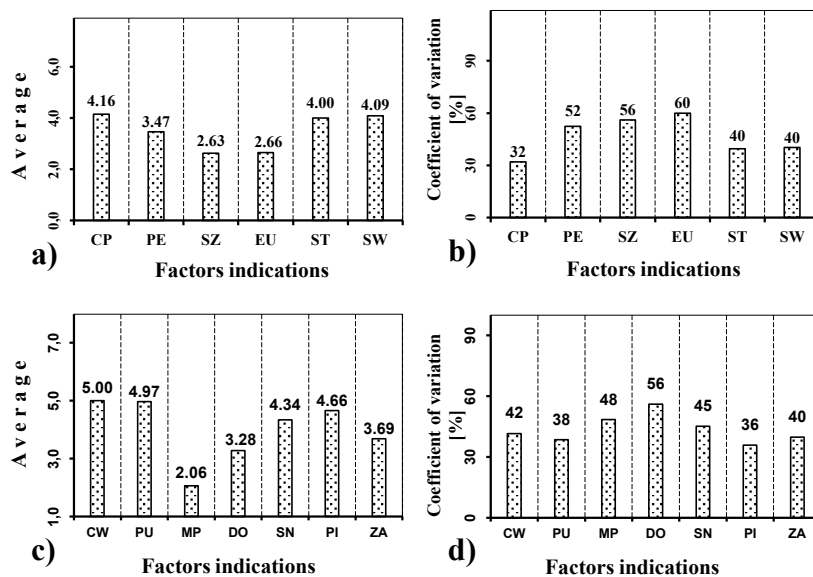 6,0
4,0
2,0
0,0
A v e r a g e
4.16
3.47
2.63
2.66
4.00
4.09
CP PE SZ EU ST SW
a)
Factors indications
90
60
30
0
Coefficient of variation
[%]
32
52
56
60
40
40
CP PE SZ EU ST SW
b)
Factors indications
7,0
5,0
3,0
1,0
A v e r a g e
5.00
4.97
2.06
3.28
4.34
4.66
3.69
CW PU MP DO SN PI ZA
c)
Factors indications
90
60
30
0
Coefficient of variation
[%]
42
38
48
56
45
36
40
CW PU MP DO SN PI ZA
d)
Factors indications